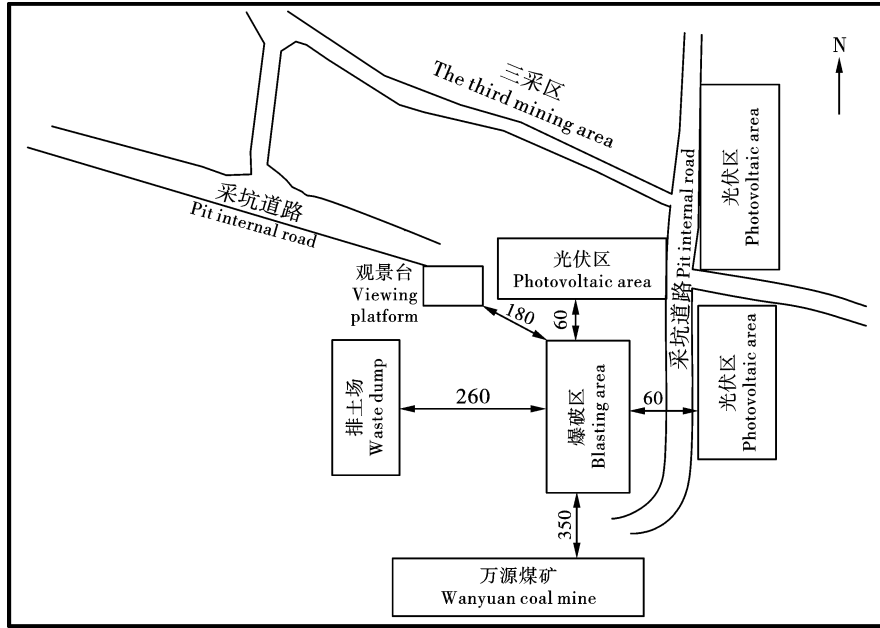 N
三采区
The third mining area
采坑道路
Pit internal road
采坑道路 Pit internal road
光伏区
Photovoltaic area
观景台
Viewing
platform
光伏区
Photovoltaic area
180
60
排土场
Waste dump
260
爆破区
Blasting area
60
光伏区
Photovoltaic area
350
万源煤矿
Wanyuan coal mine